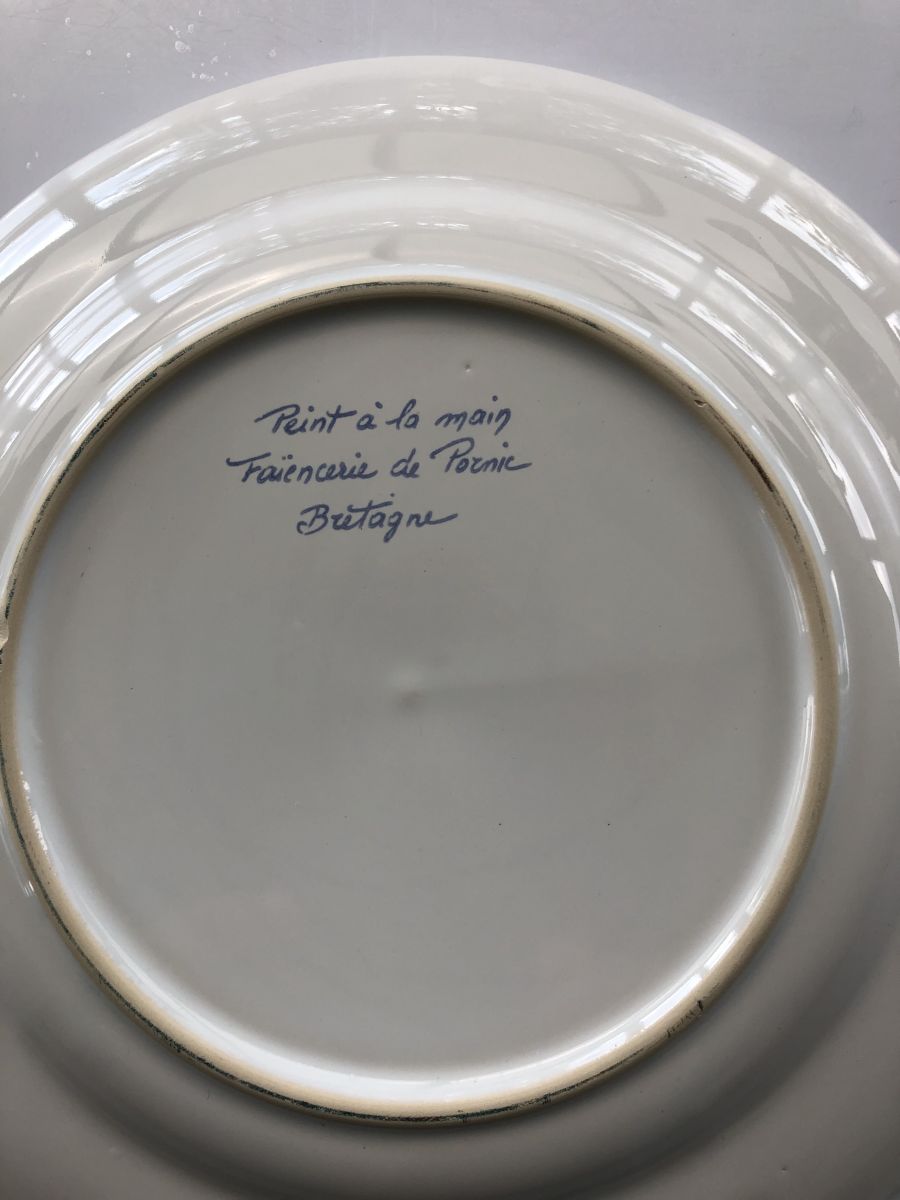 Peint à la main
Faïencerie de Pornic
Bretagne